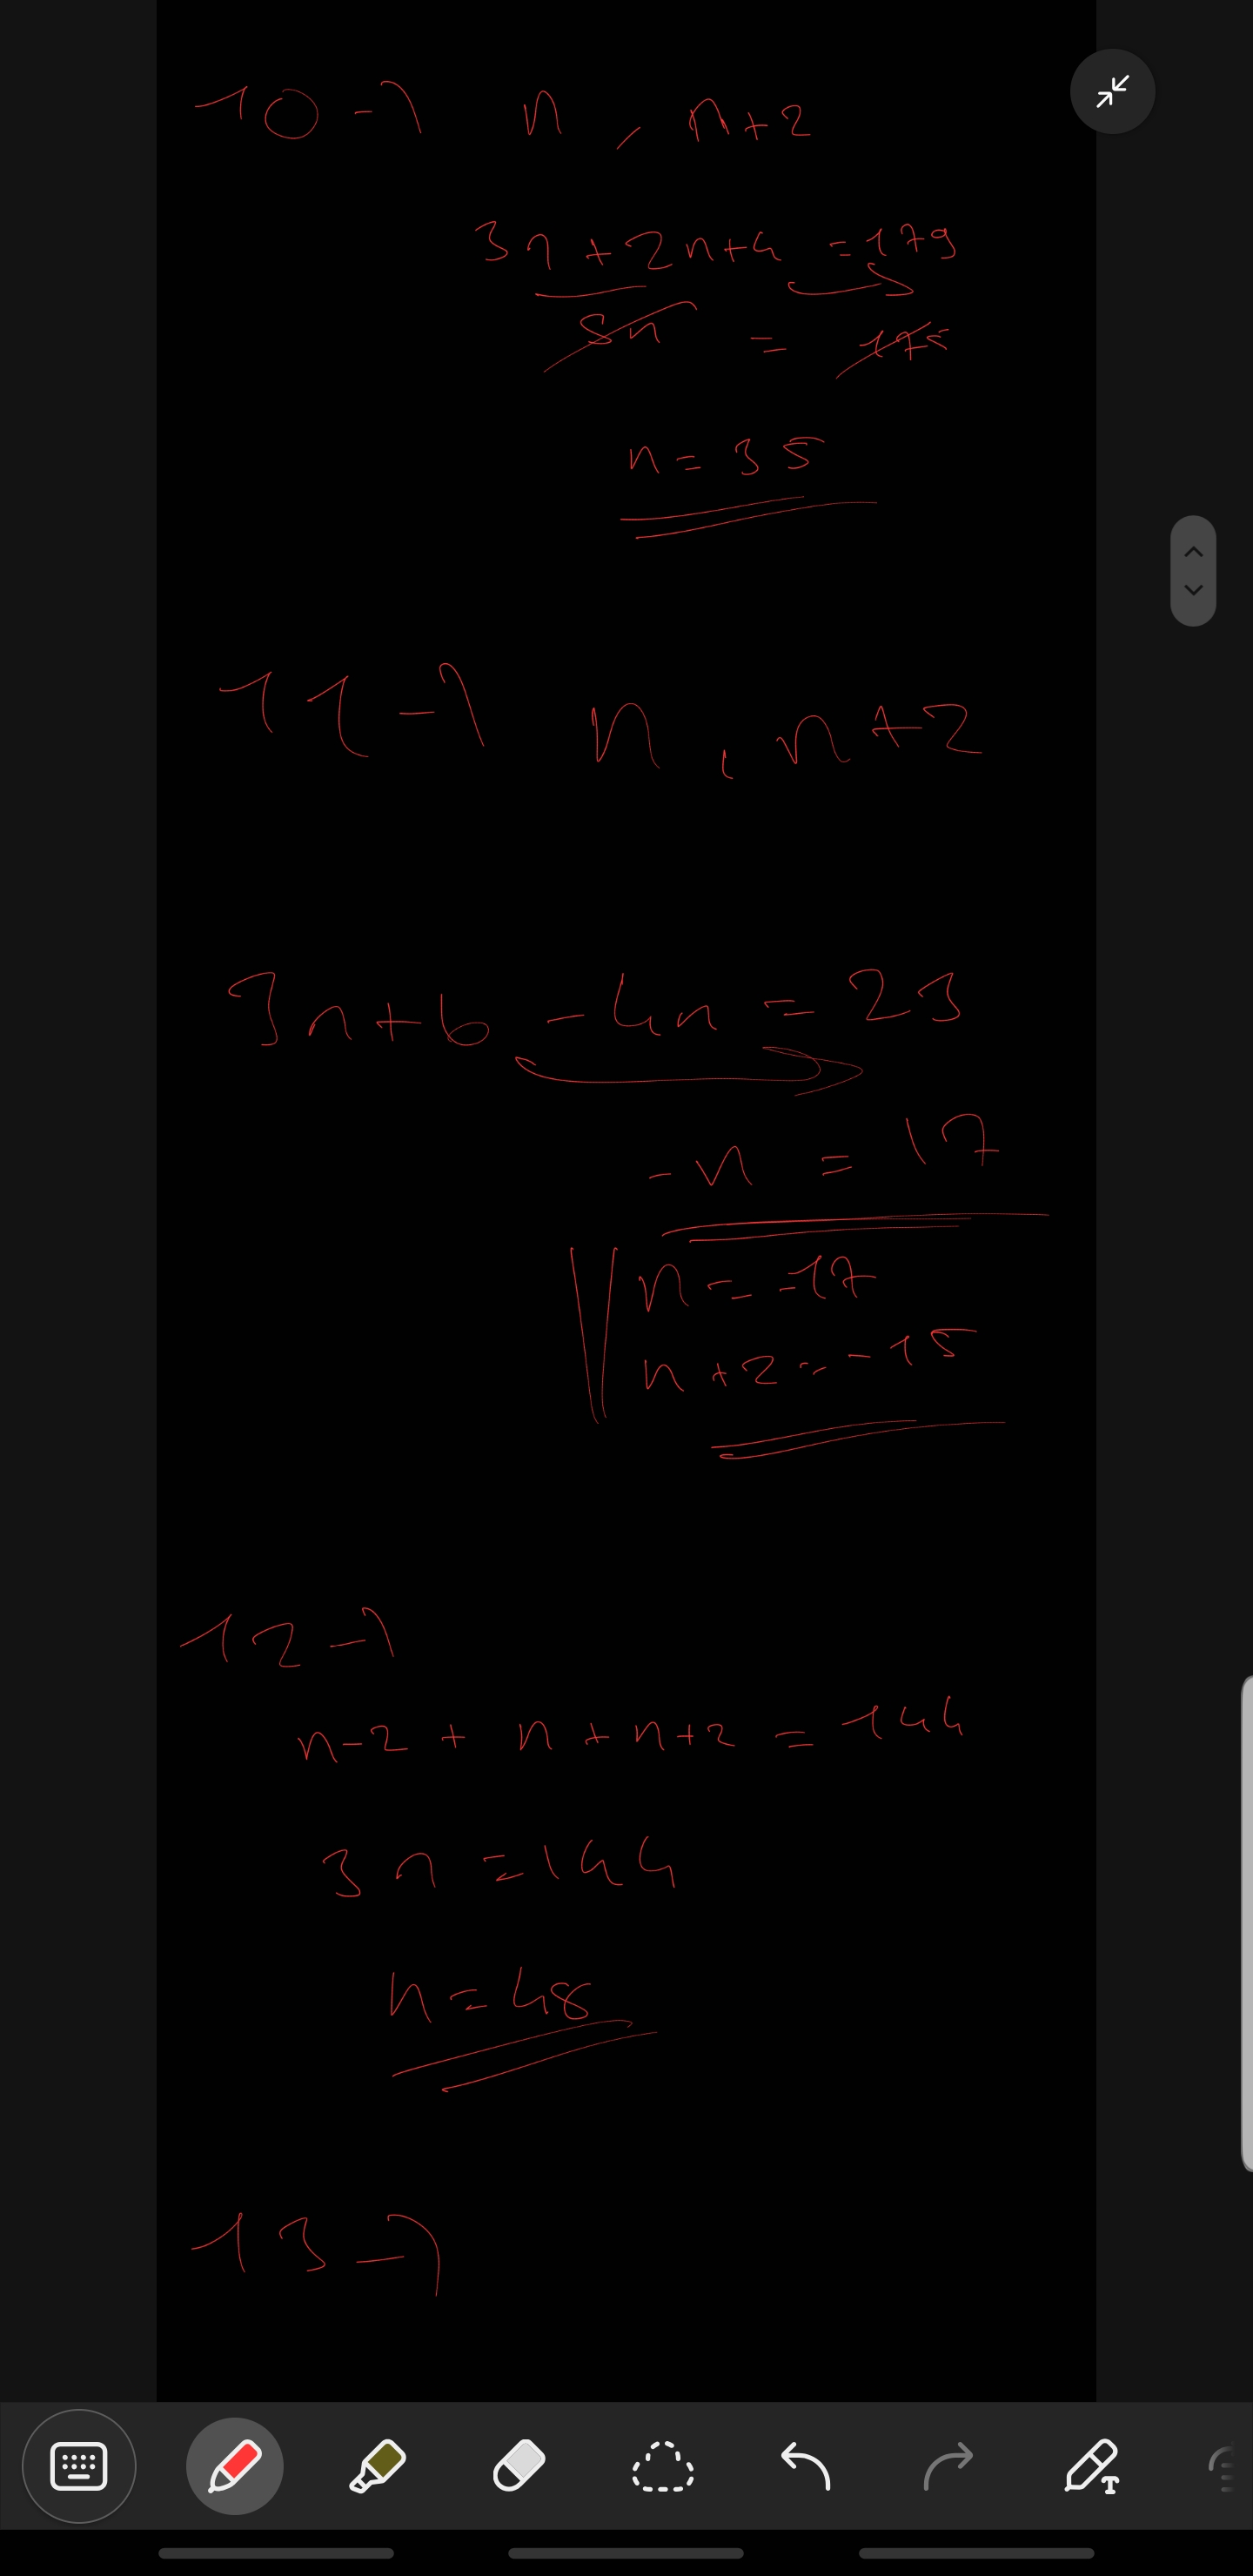 10-) n, n+2
3n+2n+4 = 179
5n = 175
n = 35
11-) n, n+2
3n+6 - 4n = 23
-n = 17
n = -17
n+2 = -15
12-)
n-2 + n + n+2 = 144
3n = 144
n = 48
13-)
T